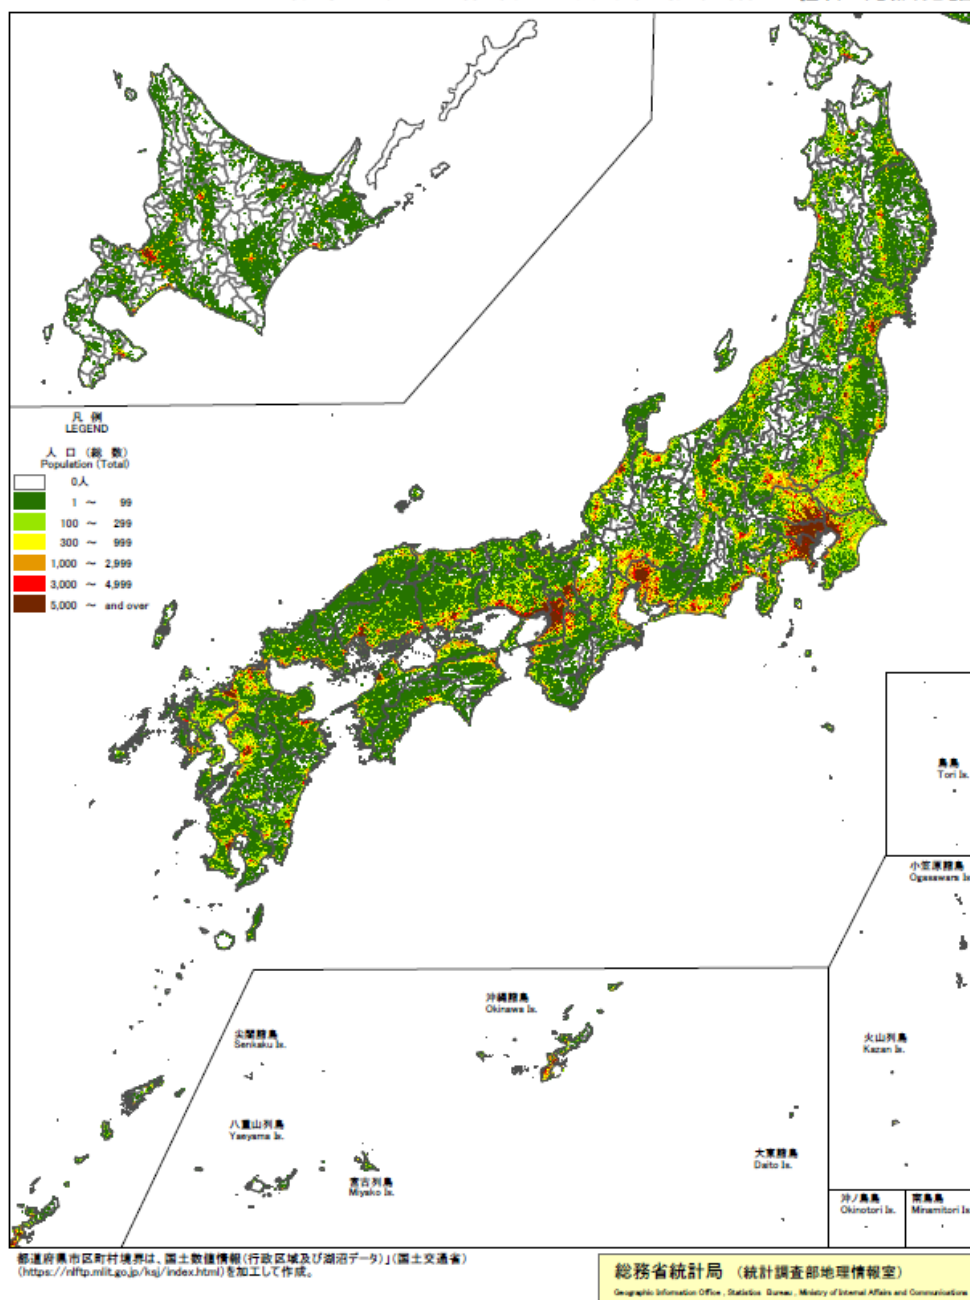 凡 例
LEGEND
人 口 （総 数）
Population (Total)
0人
1 ～ 99
100 ～ 299
300 ～ 999
1,000 ～ 2,999
3,000 ～ 4,999
5,000 ～ and over
鳥島
Tori Is.
小笠原諸島
Ogasawara Is
沖縄諸島
Okinawa Is.
尖閣諸島
Senkaku Is.
火山列島
Kazan Is.
八重山列島
Yaeyama Is.
宮古列島
Miyako Is.
大東諸島
Daito Is.
沖ノ鳥島
Okinotori Is.
南鳥島
Minamitori Is
都道府県市区町村境界は、国土数値情報（行政区域及び湖沼データ）」（国土交通省）
（https://nlftp.mlit.go.jp/ksj/index.html）を加工して作成。
総務省統計局 （統計調査部地理情報室）
Geographic Information Office , Statistics Bureau , Ministry of Internal Affairs and Communications